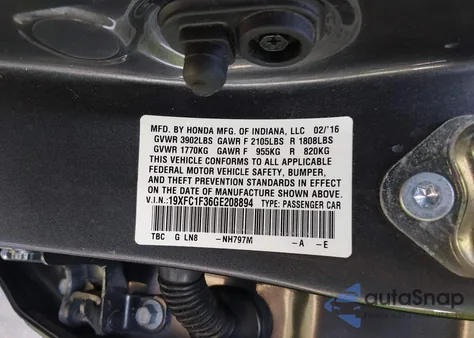 MFD. BY HONDA MFG. OF INDIANA, LLC 02/'16
GVWR 3902LBS GAWR F 2105LBS R 1808LBS
GVWR 1770KG GAWR F 955KG R 820KG
THIS VEHICLE CONFORMS TO ALL APPLICABLE
FEDERAL MOTOR VEHICLE SAFETY, BUMPER,
AND THEFT PREVENTION STANDARDS IN EFFECT
ON THE DATE OF MANUFACTURE SHOWN ABOVE.
V.I.N.: 19XFC1F36GE208894 TYPE: PASSENGER CAR
TBC G LN8 -NH797M -A -E
autoSnap